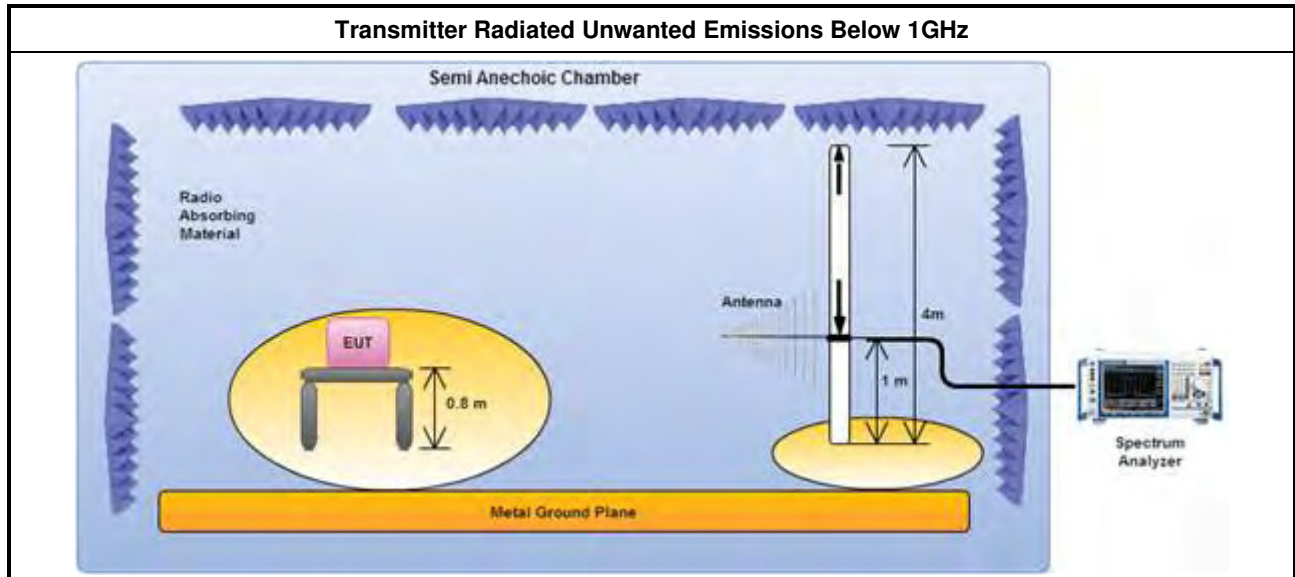 Transmitter Radiated Unwanted Emissions Below 1GHz
Semi Anechoic Chamber
Radio
Absorbing
Material
Antenna
4m
EUT
1 m
0.8 m
Spectrum
Analyzer
Metal Ground Plane